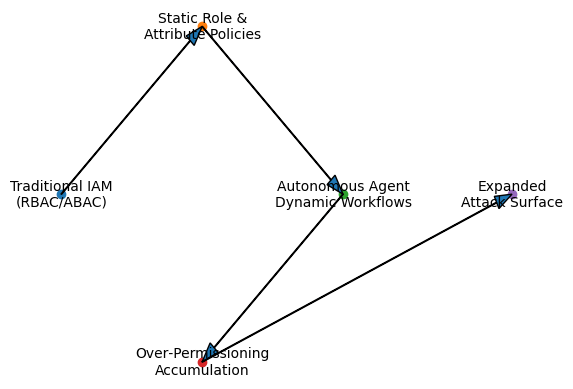 Static Role &
Attribute Policies
Traditional IAM
(RBAC/ABAC)
Autonomous Agent
Dynamic Workflows
Expanded
Attack Surface
Over-Permissioning
Accumulation